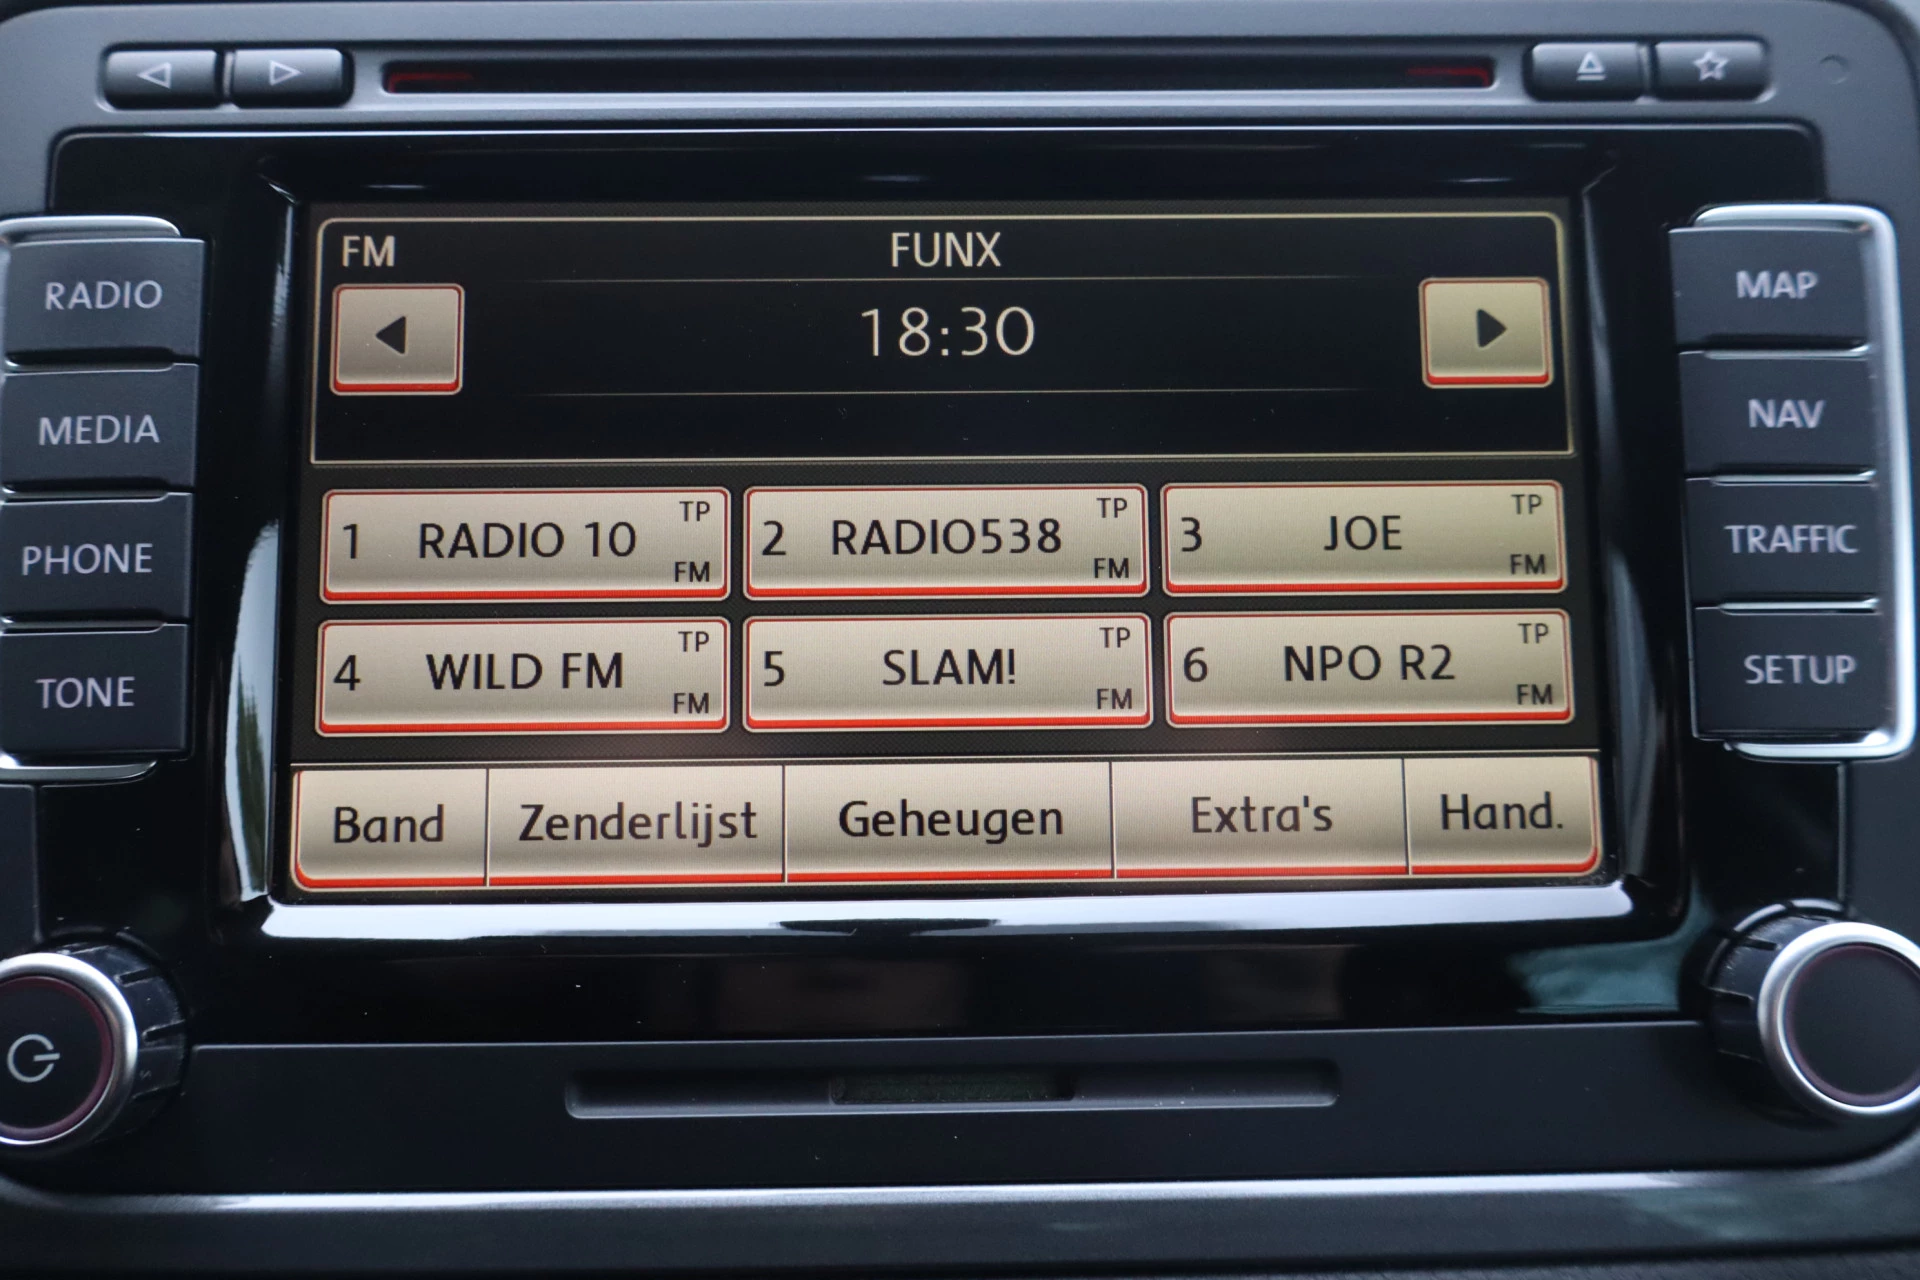 FM FUNX
RADIO 18:30 MAP
MEDIA NAV
1 RADIO 10 TP FM 2 RADIO538 TP FM 3 JOE TP FM
PHONE TRAFFIC
4 WILD FM TP FM 5 SLAM! TP FM 6 NPO R2 TP FM
TONE SETUP
Band Zenderlijst Geheugen Extra's Hand.